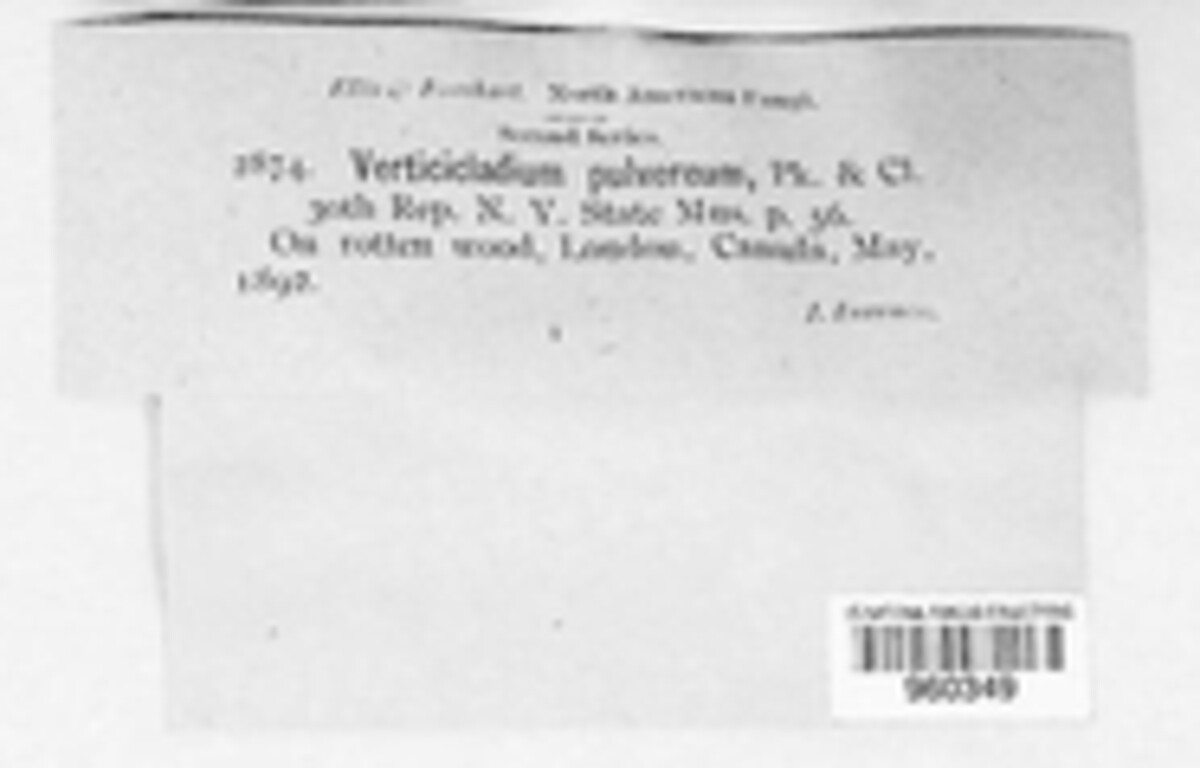 Ellis & Everhart. North American Fungi.
Second Series.
2874. Verticicladium pulvereum, Pk. & Cl.
30th Rep. N. Y. State Mus. p. 56.
On rotten wood, London, Canada, May,
1892.
J.
960349